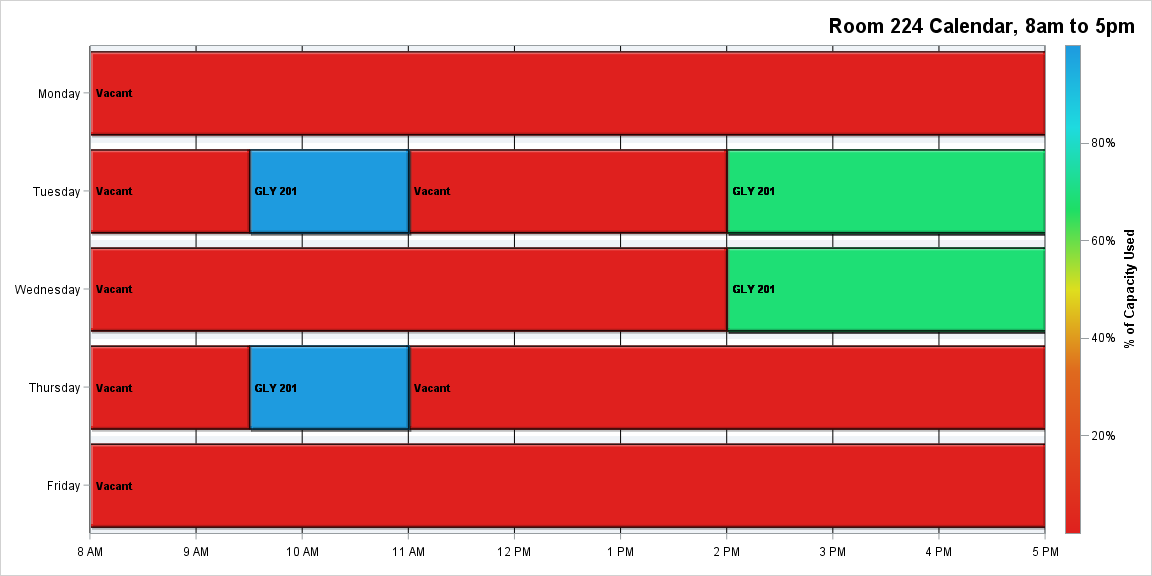 Room 224 Calendar, 8am to 5pm
Monday
Vacant
Tuesday
Vacant
GLY 201
Vacant
GLY 201
Wednesday
Vacant
GLY 201
Thursday
Vacant
GLY 201
Vacant
Friday
Vacant
8 AM
9 AM
10 AM
11 AM
12 PM
1 PM
2 PM
3 PM
4 PM
5 PM
80%
60%
40%
20%
% of Capacity Used